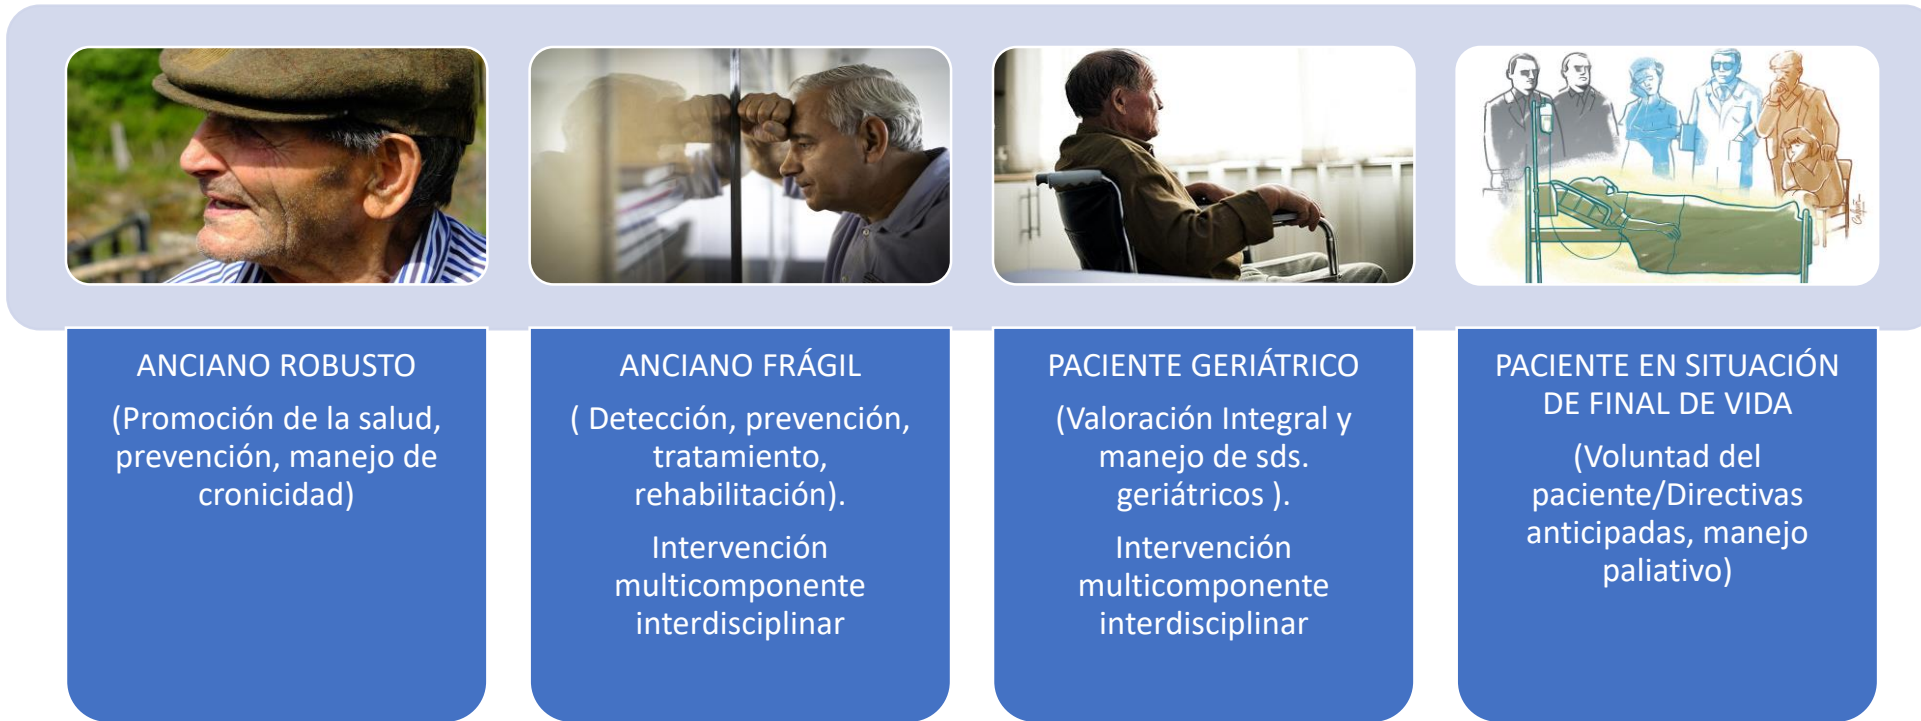 ANCIANO ROBUSTO
(Promoción de la salud,
prevención, manejo de
cronicidad)
ANCIANO FRÁGIL
( Detección, prevención,
tratamiento,
rehabilitación).
Intervención
multicomponente
interdisciplinar
PACIENTE GERIÁTRICO
(Valoración Integral y
manejo de sds.
geriátricos ).
Intervención
multicomponente
interdisciplinar
PACIENTE EN SITUACIÓN
DE FINAL DE VIDA
(Voluntad del
paciente/Directivas
anticipadas, manejo
paliativo)